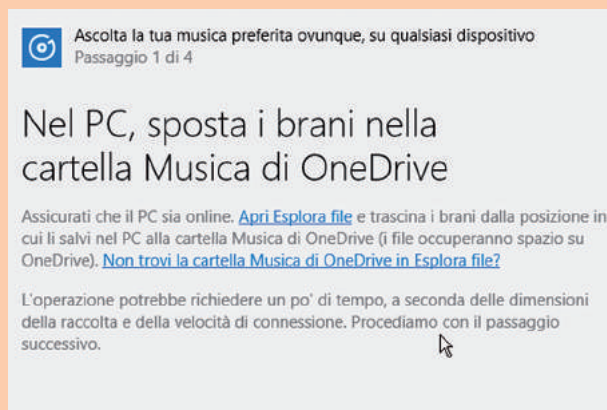 Ascolta la tua musica preferita ovunque, su qualsiasi dispositivo
Passaggio 1 di 4
Nel PC, sposta i brani nella
cartella Musica di OneDrive
Assicurati che il PC sia online. Apri Esplora file e trascina i brani dalla posizione in
cui li salvi nel PC alla cartella Musica di OneDrive (i file occuperanno spazio su
OneDrive). Non trovi la cartella Musica di OneDrive in Esplora file?
L'operazione potrebbe richiedere un po' di tempo, a seconda delle dimensioni
della raccolta e della velocità di connessione. Procediamo con il passaggio
successivo.